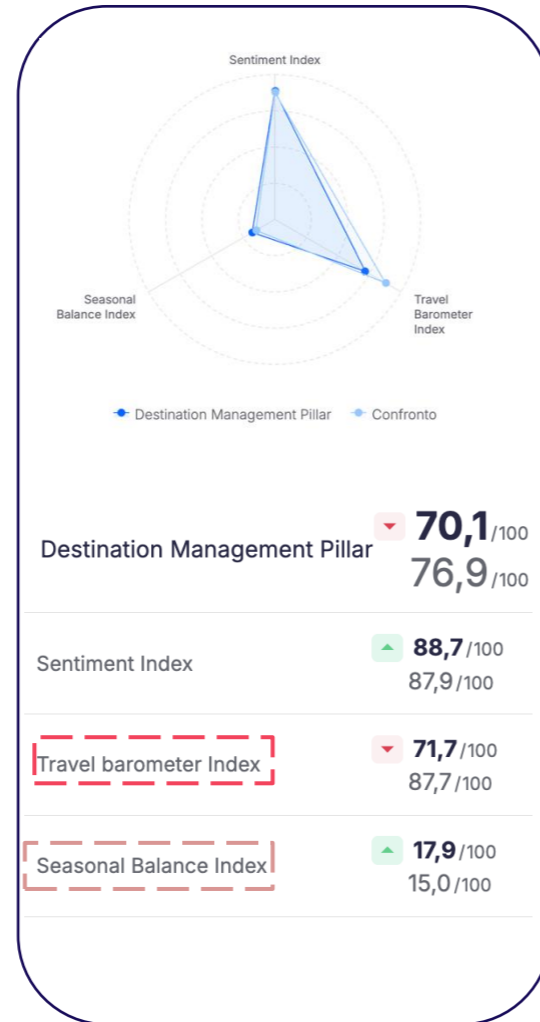 Sentiment Index
Seasonal
Balance Index
Travel
Barometer
Index
Destination Management Pillar
Confronto
Destination Management Pillar
70,1/100
76,9/100
Sentiment Index
88,7/100
87,9/100
Travel barometer Index
71,7/100
87,7/100
Seasonal Balance Index
17,9/100
15,0/100